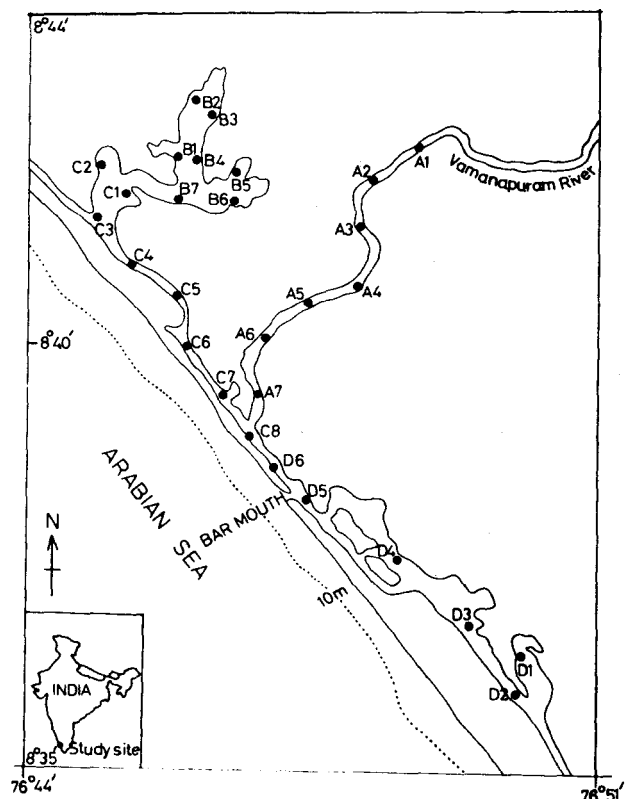 8°44'
B2
B3
B1
B4
C2
B5
C1
B7
B6
C3
A1
A2
Vamanapuram River
A3
C4
A4
C5
A5
8°40'
C6
A6
C7
A7
C8
D6
D5
ARABIAN SEA
BAR MOUTH
D4
10m
N
D3
D1
D2
INDIA
Study site
8°35'
76°44'
76°51'